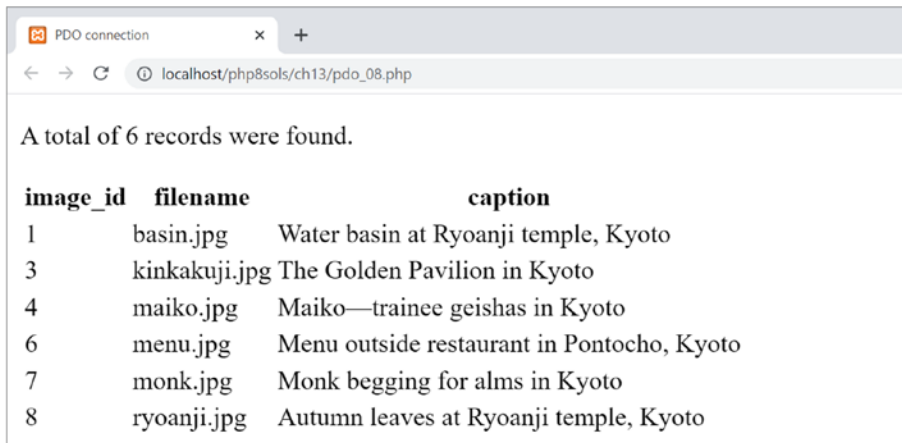 PDO connection
localhost/php8sols/ch13/pdo_08.php
A total of 6 records were found.
image_id filename caption
1 basin.jpg Water basin at Ryoanji temple, Kyoto
3 kinkakuji.jpg The Golden Pavilion in Kyoto
4 maiko.jpg Maiko—trainee geishas in Kyoto
6 menu.jpg Menu outside restaurant in Pontocho, Kyoto
7 monk.jpg Monk begging for alms in Kyoto
8 ryoanji.jpg Autumn leaves at Ryoanji temple, Kyoto